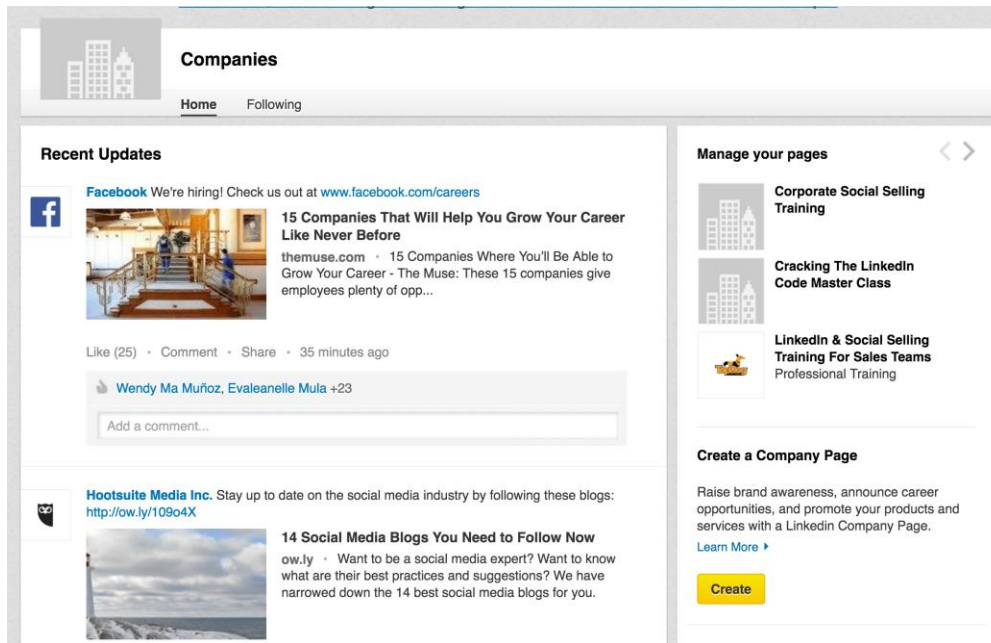 Companies
Home Following
Recent Updates
Facebook We're hiring! Check us out at www.facebook.com/careers
15 Companies That Will Help You Grow Your Career
Like Never Before
themuse.com · 15 Companies Where You'll Be Able to
Grow Your Career - The Muse: These 15 companies give
employees plenty of opp...
Like (25) · Comment · Share · 35 minutes ago
Wendy Ma Muñoz, Evaleanelle Mula +23
Add a comment...
Hootsuite Media Inc. Stay up to date on the social media industry by following these blogs:
http://ow.ly/109o4X
14 Social Media Blogs You Need to Follow Now
ow.ly · Want to be a social media expert? Want to know
what are their best practices and suggestions? We have
narrowed down the 14 best social media blogs for you.
Manage your pages
Corporate Social Selling
Training
Cracking The LinkedIn
Code Master Class
LinkedIn & Social Selling
Training For Sales Teams
Professional Training
Create a Company Page
Raise brand awareness, announce career
opportunities, and promote your products and
services with a Linkedin Company Page.
Learn More
Create